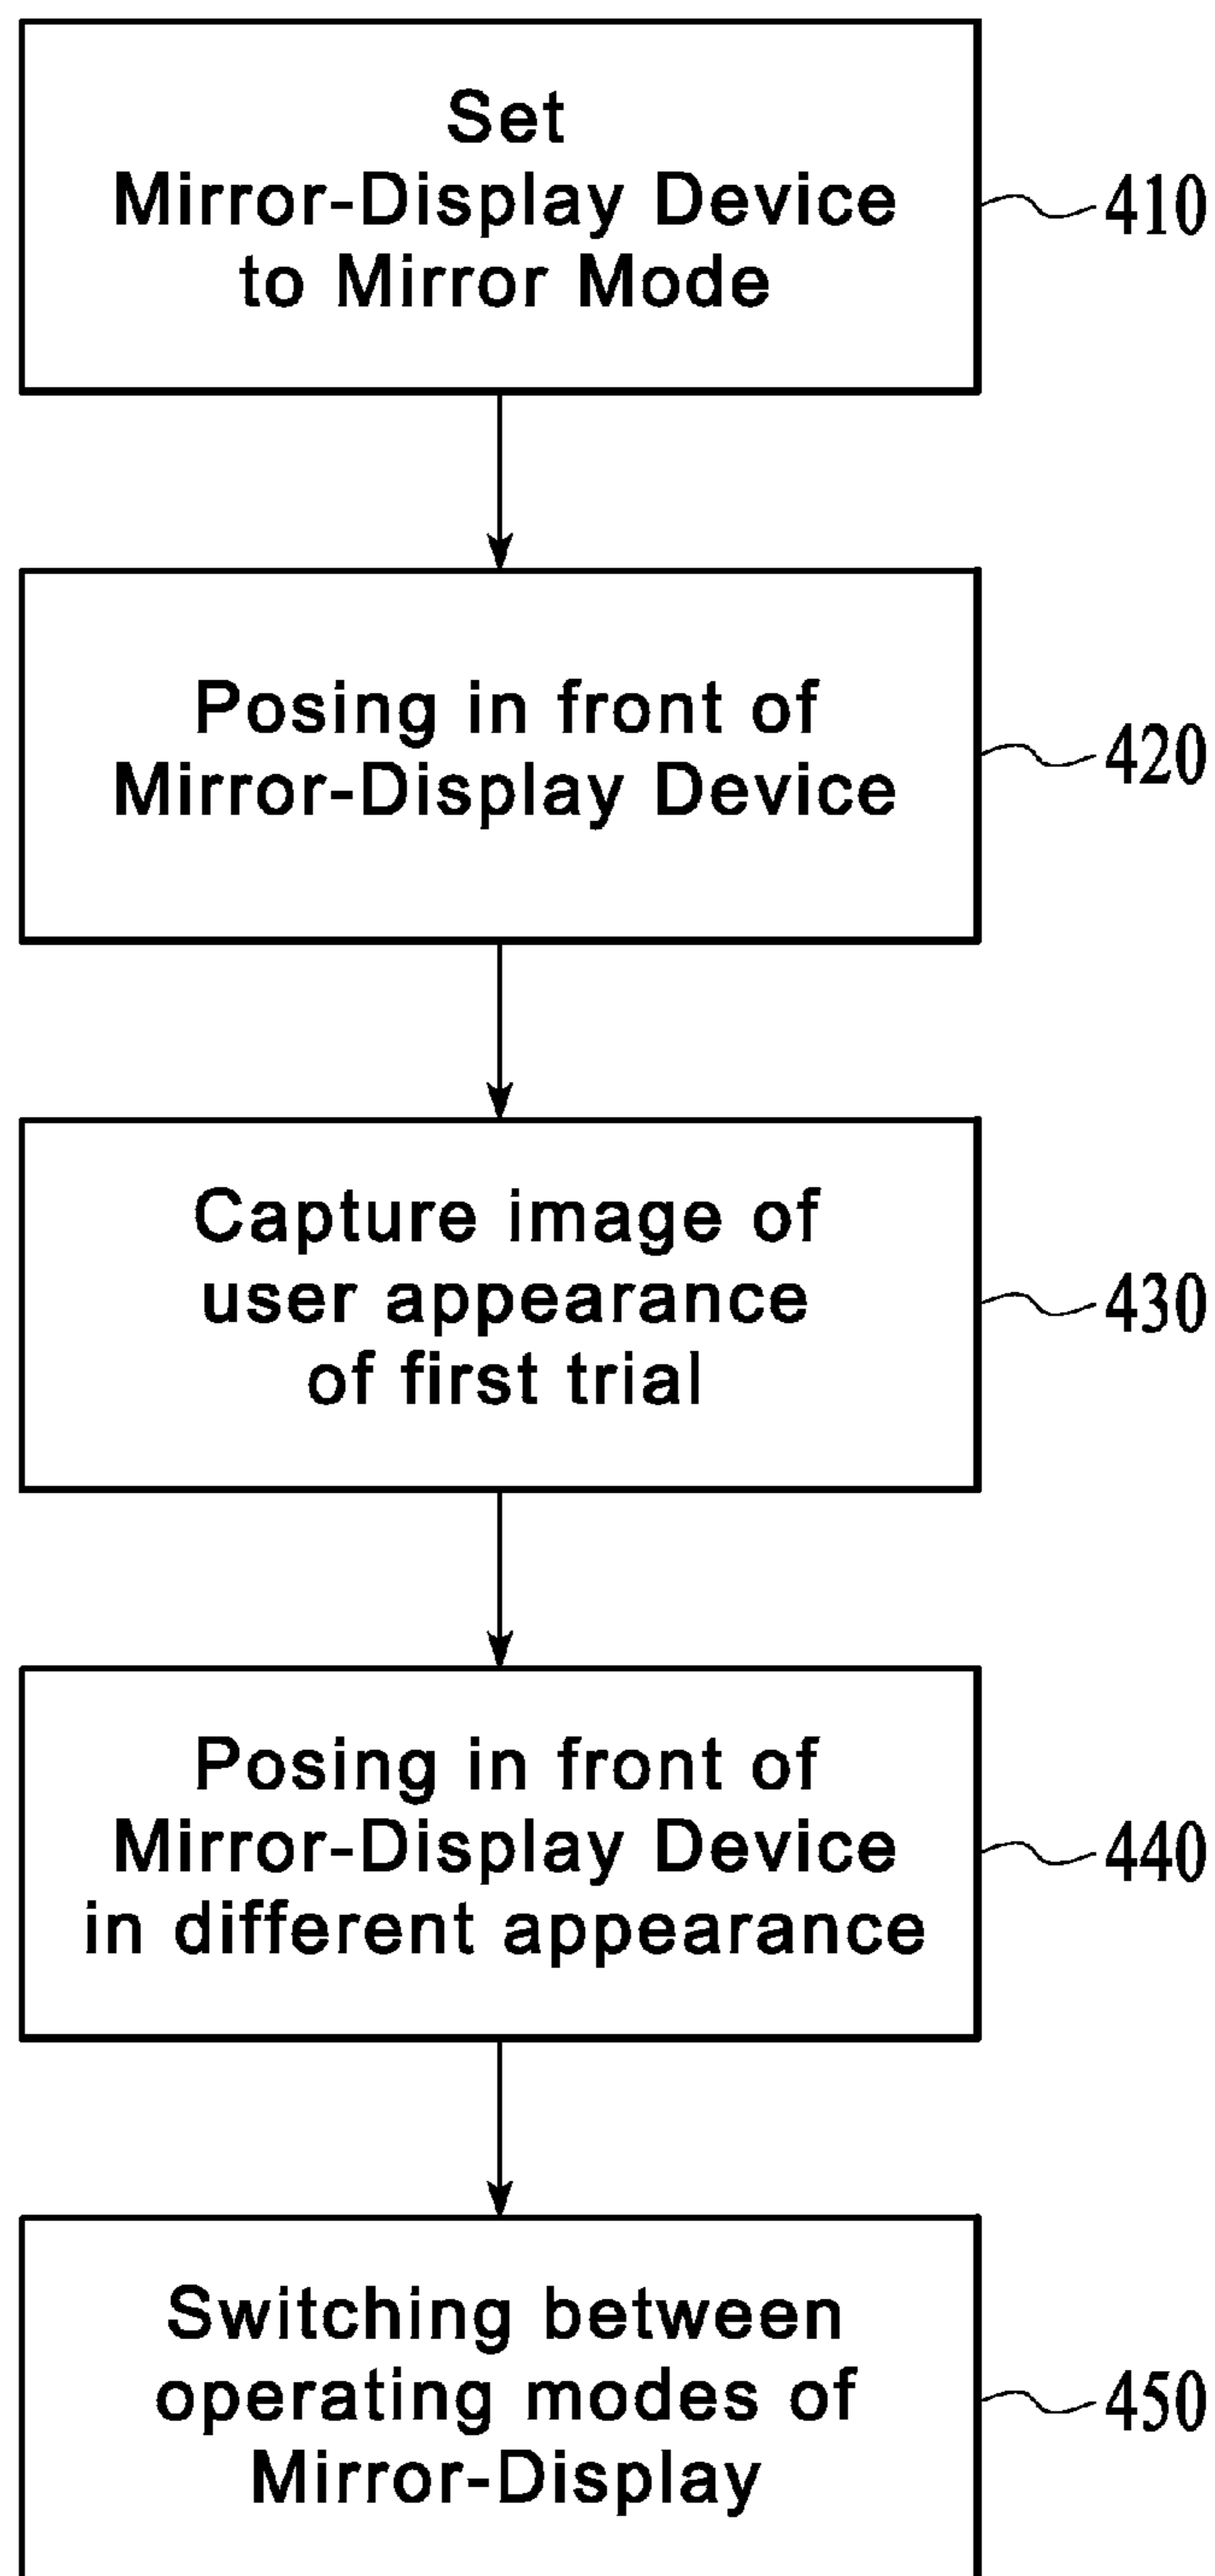 Set
Mirror-Display Device
to Mirror Mode
410
Posing in front of
Mirror-Display Device
420
Capture image of
user appearance
of first trial
430
Posing in front of
Mirror-Display Device
in different appearance
440
Switching between
operating modes of
Mirror-Display
450